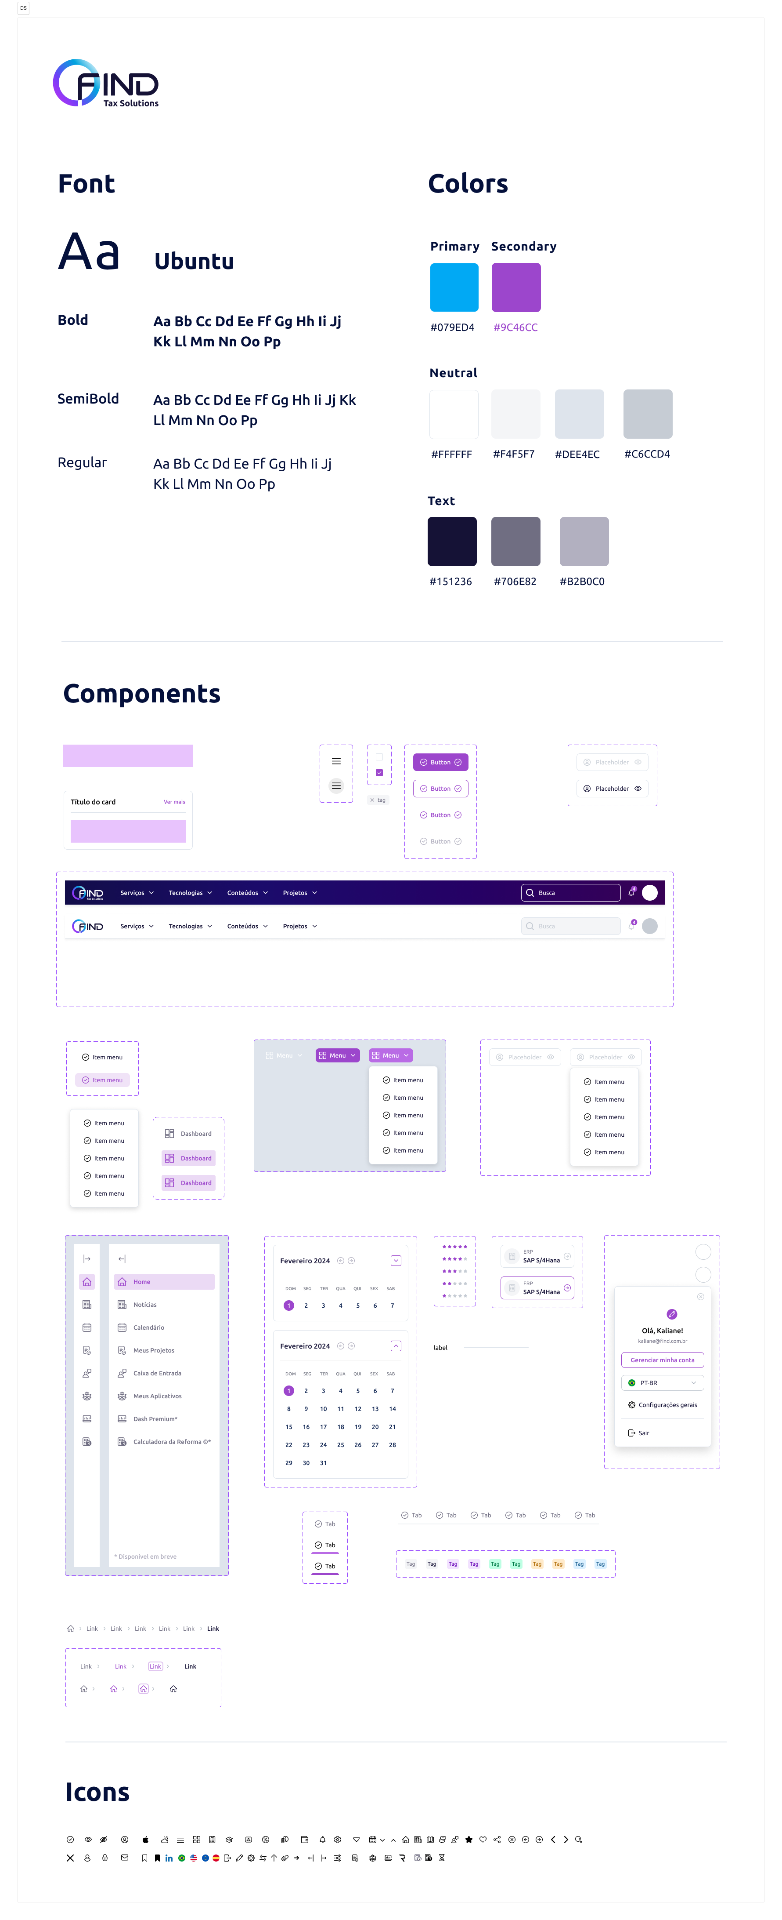 DS
FIND
Tax Solutions
Font
Colors
Aa
Ubuntu
Primary
Secondary
#079ED4
#9C46CC
Bold
Aa Bb Cc Dd Ee Ff Gg Hh Ii Jj
Kk Ll Mm Nn Oo Pp
Neutral
#FFFFFF
#F4F5F7
#DEE4EC
#C6CCD4
SemiBold
Aa Bb Cc Dd Ee Ff Gg Hh Ii Jj Kk
Ll Mm Nn Oo Pp
Regular
Aa Bb Cc Dd Ee Ff Gg Hh Ii Jj
Kk Ll Mm Nn Oo Pp
Text
#151236
#706E82
#B2B0C0
Components
Título do card
Ver mais
tag
Button
Button
Button
Button
Placeholder
Placeholder
FIND
Serviços
Tecnologias
Conteúdos
Projetos
Busca
FIND
Serviços
Tecnologias
Conteúdos
Projetos
Busca
Item menu
Item menu
Item menu
Item menu
Item menu
Item menu
Item menu
Dashboard
Dashboard
Dashboard
Menu
Menu
Menu
Item menu
Item menu
Item menu
Item menu
Item menu
Placeholder
Placeholder
Item menu
Item menu
Item menu
Item menu
Item menu
Home
Notícias
Calendário
Meus Projetos
Caixa de Entrada
Meus Aplicativos
Dash Premium*
Calculadora da Reforma ©*
* Disponível em breve
Fevereiro 2024
DOM SEG TER QUA QUI SEX SAB
1 2 3 4 5 6 7
Fevereiro 2024
DOM SEG TER QUA QUI SEX SAB
1 2 3 4 5 6 7
8 9 10 11 12 13 14
15 16 17 18 19 20 21
22 23 24 25 26 27 28
29 30 31
ERP
SAP S/4Hana
ERP
SAP S/4Hana
label
Olá, Kaliane!
kaliane@find.com.br
Gerenciar minha conta
PT-BR
Configurações gerais
Sair
Tab
Tab
Tab
Tab Tab Tab Tab Tab Tab
Tag Tag Tag Tag Tag Tag Tag Tag Tag Tag
Link Link Link Link Link Link
Link Link Link Link
Icons